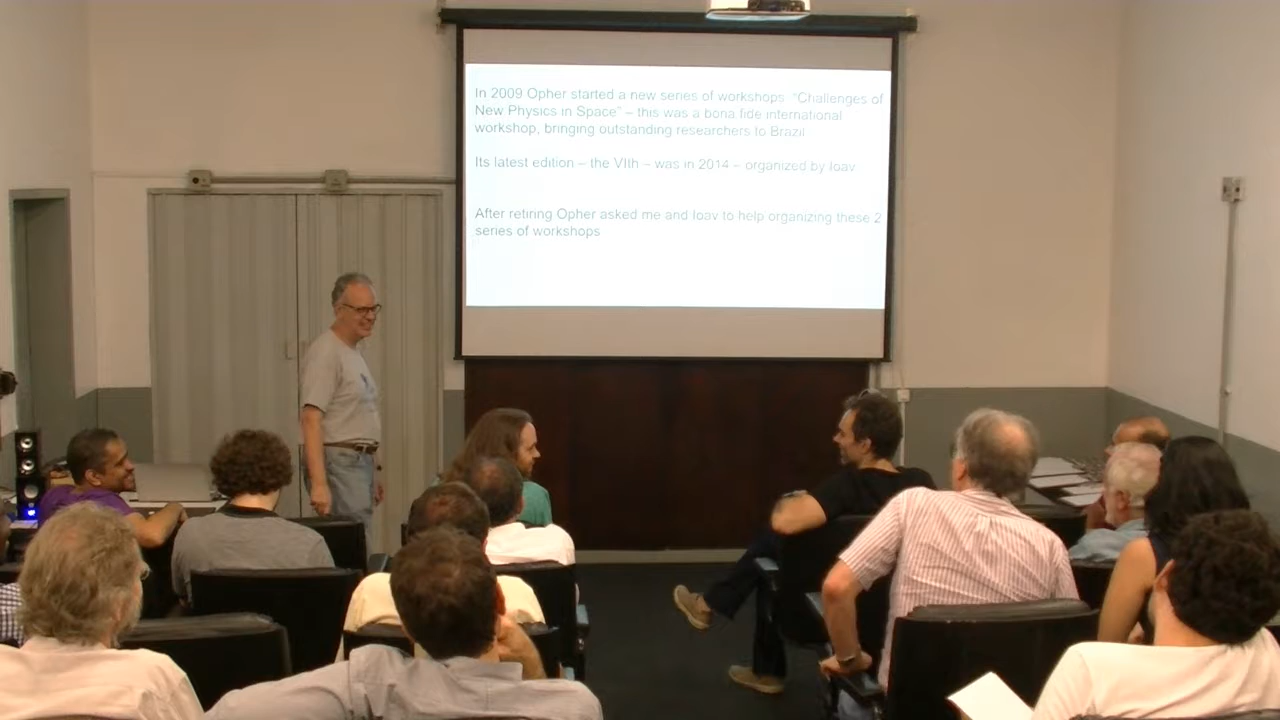 In 2009 Opher started a new series of workshops "Challenges of
New Physics in Space" – this was a bona fide international
workshop, bringing outstanding researchers to Brazil
Its latest edition – the VIIth – was in 2014 – organized by Ioav
After retiring Opher asked me and Ioav to help organizing these 2
series of workshops